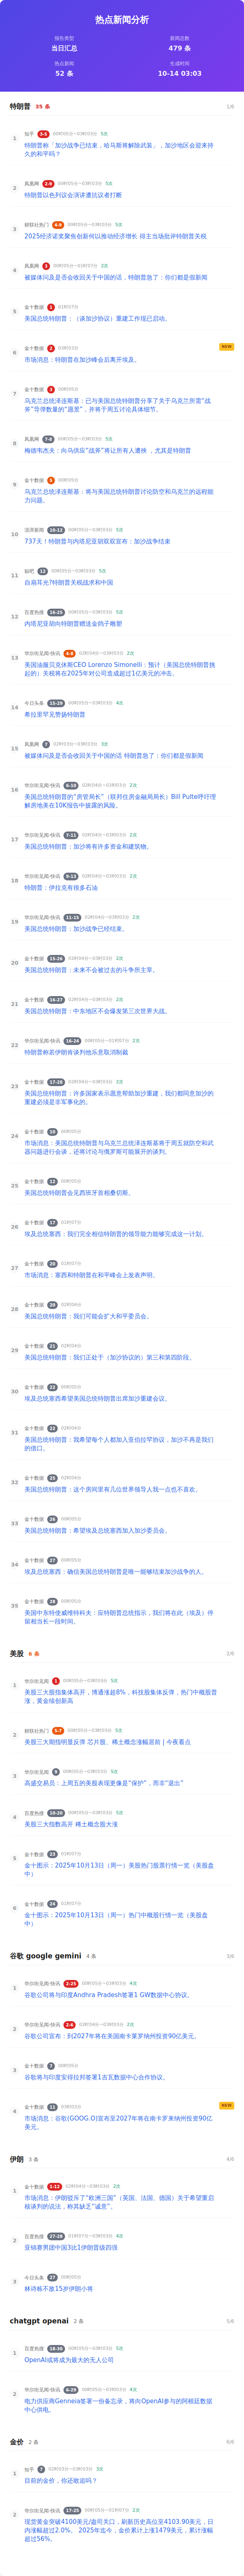 热点新闻分析
报告类型
当日汇总
新闻总数
479 条
热点新闻
52 条
生成时间
10-14 03:03
特朗普 35 条 1/6
1
知乎 2-5 00时05分~03时03分 5次
特朗普称「加沙战争已结束，哈马斯将解除武装」，加沙地区会迎来持
久的和平吗？
2
凤凰网 2-9 00时05分~03时03分 5次
特朗普以色列议会演讲遭抗议者打断
3
财联社热门 4-9 00时05分~03时03分 5次
2025经济诺奖聚焦创新何以推动经济增长 得主当场批评特朗普关税
4
凤凰网 3 00时05分~01时07分 2次
被媒体问及是否会收回关于中国的话，特朗普急了：你们都是假新闻
5
金十数据 1 01时07分
美国总统特朗普：（谈加沙协议）重建工作现已启动。
6
金十数据 2 03时03分
NEW
市场消息：特朗普在加沙峰会后离开埃及。
7
金十数据 3 00时05分
乌克兰总统泽连斯基：已与美国总统特朗普分享了关于乌克兰所需“战
斧”导弹数量的“愿景”，并将于周五讨论具体细节。
8
凤凰网 7-8 00时05分~03时03分 5次
梅德韦杰夫：向乌供应“战斧”将让所有人遭殃 ，尤其是特朗普
9
金十数据 5 00时05分
乌克兰总统泽连斯基：将与美国总统特朗普讨论防空和乌克兰的远程能
力问题。
10
澎湃新闻 10-12 00时05分~03时03分 5次
737天！特朗普与内塔尼亚胡双双宣布：加沙战争结束
11
贴吧 12 00时05分~03时03分 5次
自扇耳光?特朗普关税战求和中国
12
百度热搜 16-25 00时05分~03时03分 5次
内塔尼亚胡向特朗普赠送金鸽子雕塑
13
华尔街见闻-快讯 4-6 02时04分~03时03分 2次
美国油服贝克休斯CEO Lorenzo Simonelli：预计（美国总统特朗普挑
起的）关税将在2025年对公司造成超过1亿美元的冲击。
14
今日头条 15-29 00时05分~03时03分 4次
希拉里罕见赞扬特朗普
15
凤凰网 7 02时03分~03时03分 3次
被媒体问及是否会收回关于中国的话 特朗普急了：你们都是假新闻
16
华尔街见闻-快讯 6-10 02时04分~03时03分 2次
美国总统特朗普的“房管局长”（联邦住房金融局局长）Bill Pulte呼吁理
解房地美在10K报告中披露的风险。
17
华尔街见闻-快讯 7-11 02时04分~03时03分 2次
美国总统特朗普：加沙将有许多资金和建筑物。
18
华尔街见闻-快讯 9-13 02时04分~03时03分 2次
特朗普：伊拉克有很多石油
19
华尔街见闻-快讯 11-15 02时04分~03时03分 2次
美国总统特朗普：加沙战争已经结束。
20
金十数据 15-26 02时04分~03时03分 2次
美国总统特朗普：未来不会被过去的斗争所主宰。
21
金十数据 16-27 02时04分~03时03分 2次
美国总统特朗普：中东地区不会爆发第三次世界大战。
22
华尔街见闻-快讯 16-24 00时05分~01时07分 2次
特朗普称若伊朗肯谈判他乐意取消制裁
23
金十数据 17-28 02时04分~03时03分 2次
美国总统特朗普：许多国家表示愿意帮助加沙重建，我们都同意加沙的
重建必须是非军事化的。
24
金十数据 10 00时05分
市场消息：美国总统特朗普与乌克兰总统泽连斯基将于周五就防空和武
器问题进行会谈，还将讨论与俄罗斯可能展开的谈判。
25
金十数据 12 00时05分
美国总统特朗普会见西班牙首相桑切斯。
26
金十数据 17 01时07分
埃及总统塞西：我们完全相信特朗普的领导能力能够完成这一计划。
27
金十数据 20 01时07分
市场消息：塞西和特朗普在和平峰会上发表声明。
28
金十数据 20 02时04分
美国总统特朗普：我们可能会扩大和平委员会。
29
金十数据 21 02时04分
美国总统特朗普：我们正处于（加沙协议的）第三和第四阶段。
30
金十数据 22 00时05分
埃及总统塞西希望美国总统特朗普出席加沙重建会议。
31
金十数据 22 02时04分
美国总统特朗普：我希望每个人都加入亚伯拉罕协议，加沙不再是我们
的借口。
32
金十数据 25 02时04分
美国总统特朗普：这个房间里有几位世界领导人我一点也不喜欢。
33
金十数据 26 00时05分
美国总统特朗普：希望埃及总统塞西加入加沙委员会。
34
金十数据 27 00时05分
埃及总统塞西：确信美国总统特朗普是唯一能够结束加沙战争的人。
35
金十数据 28 00时05分
美国中东特使威维特科夫：应特朗普总统指示，我们将在此（埃及）停
留相当长一段时间。
美股 6 条 2/6
1
华尔街见闻 1 00时05分~03时03分 5次
美股三大股指集体高开，博通涨超8%，科技股集体反弹，热门中概股普
涨，黄金续创新高
2
财联社热门 5-7 00时05分~03时03分 5次
美股三大期指明显反弹 芯片股、稀土概念涨幅居前 | 今夜看点
3
华尔街见闻 9 00时05分~03时03分 5次
高盛交易员：上周五的美股表现更像是“保护”，而非“退出”
4
百度热搜 10-20 00时05分~03时03分 5次
美股三大指数高开 稀土概念股大涨
5
金十数据 23 01时07分
金十图示：2025年10月13日（周一）美股热门股票行情一览（美股盘
中）
6
金十数据 24 01时07分
金十图示：2025年10月13日（周一）热门中概股行情一览（美股盘
中）
谷歌 google gemini 4 条 3/6
1
华尔街见闻-快讯 2-25 00时05分~03时03分 4次
谷歌公司将与印度Andhra Pradesh签署1 GW数据中心协议。
2
华尔街见闻-快讯 2-6 02时04分~03时03分 2次
谷歌公司宣布：到2027年将在美国南卡莱罗纳州投资90亿美元。
3
金十数据 7 00时05分
谷歌将与印度安得拉邦签署1吉瓦数据中心合作协议。
4
金十数据 11 03时03分
NEW
市场消息：谷歌(GOOG.O)宣布至2027年将在南卡罗来纳州投资90亿
美元。
伊朗 3 条 4/6
1
金十数据 1-12 02时04分~03时03分 2次
市场消息：伊朗驳斥了“欧洲三国”（英国、法国、德国）关于希望重启
核谈判的说法，称其缺乏“诚意”。
2
百度热搜 27-28 01时07分~03时03分 4次
亚锦赛男团中国3比1伊朗晋级四强
3
今日头条 27 00时05分
林诗栋不敌15岁伊朗小将
chatgpt openai 2 条 5/6
1
百度热搜 18-30 00时05分~03时03分 5次
OpenAI或将成为最大的无人公司
2
华尔街见闻-快讯 6-29 00时05分~03时03分 4次
电力供应商Genneia签署一份备忘录，将向OpenAI参与的阿根廷数据
中心供电。
金价 2 条 6/6
1
知乎 7 02时03分~03时03分 3次
目前的金价，你还敢追吗？
2
华尔街见闻-快讯 17-25 00时05分~01时07分 2次
现货黄金突破4100美元/盎司关口，刷新历史高位至4103.90美元，日
内涨幅超过2.0%。 2025年迄今，金价累计上涨1479美元，累计涨幅
超过56%。